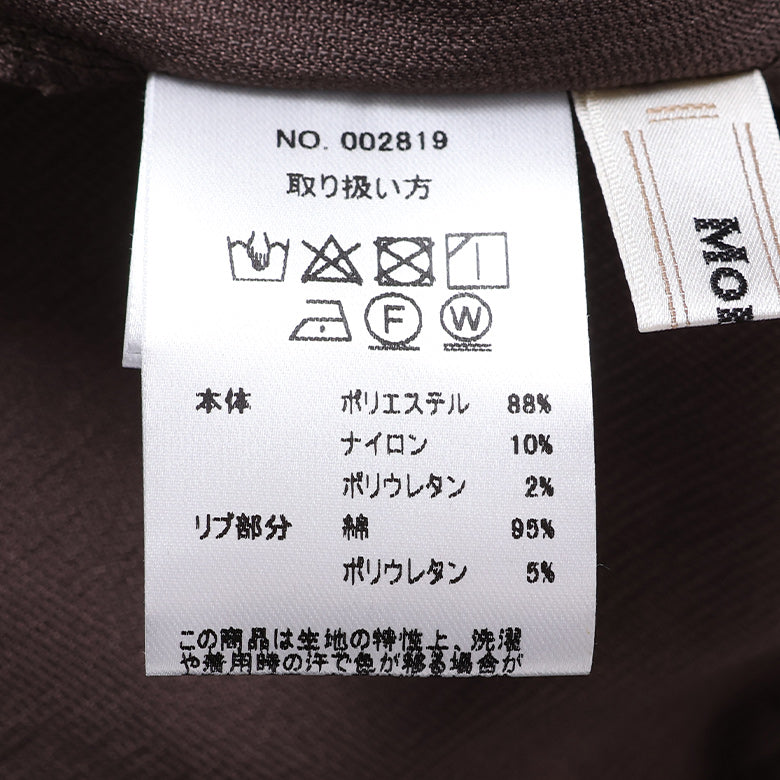 NO. 002819
取り扱い方
F W
本体 ポリエステル 88%
ナイロン 10%
ポリウレタン 2%
リブ部分 綿 95%
ポリウレタン 5%
この商品は生地の特性上、洗濯
や着用時の汗で色が移る場合が